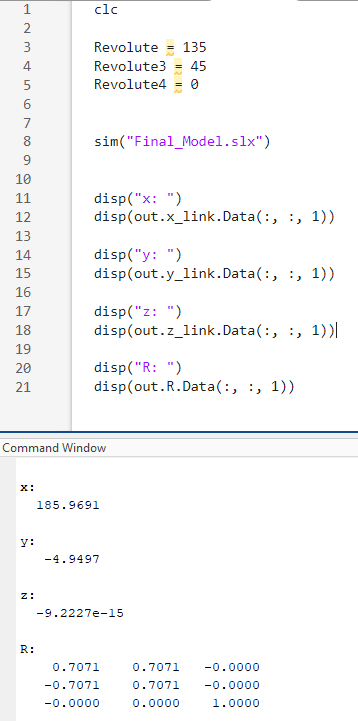 1 clc
2
3 Revolute = 135
4 Revolute3 = 45
5 Revolute4 = 0
6
7
8 sim("Final_Model.slx")
9
10
11 disp("x: ")
12 disp(out.x_link.Data(:, :, 1))
13
14 disp("y: ")
15 disp(out.y_link.Data(:, :, 1))
16
17 disp("z: ")
18 disp(out.z_link.Data(:, :, 1))
19
20 disp("R: ")
21 disp(out.R.Data(:, :, 1))
Command Window
x:
185.9691
y:
-4.9497
z:
-9.2227e-15
R:
0.7071 0.7071 -0.0000
-0.7071 0.7071 -0.0000
-0.0000 0.0000 1.0000